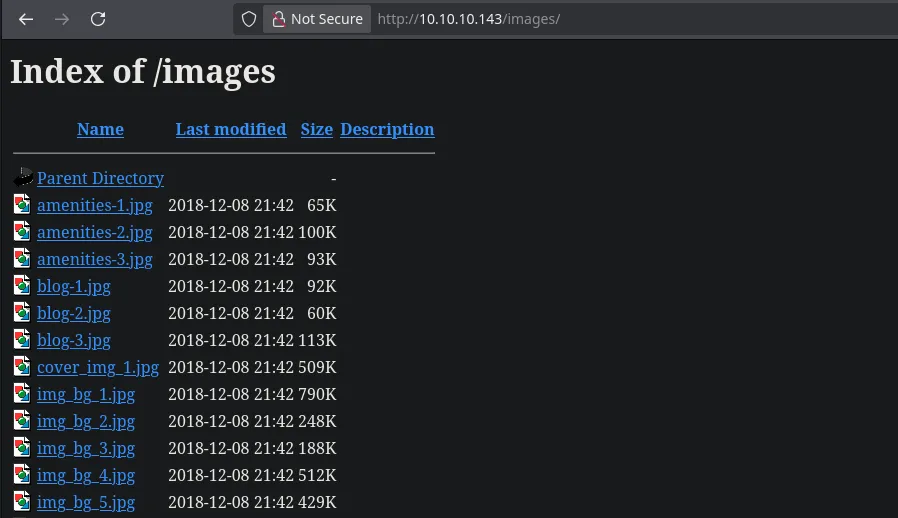 Not Secure http://10.10.10.143/images/
Index of /images
Name Last modified Size Description
Parent Directory -
amenities-1.jpg 2018-12-08 21:42 65K
amenities-2.jpg 2018-12-08 21:42 100K
amenities-3.jpg 2018-12-08 21:42 93K
blog-1.jpg 2018-12-08 21:42 92K
blog-2.jpg 2018-12-08 21:42 60K
blog-3.jpg 2018-12-08 21:42 113K
cover_img_1.jpg 2018-12-08 21:42 509K
img_bg_1.jpg 2018-12-08 21:42 790K
img_bg_2.jpg 2018-12-08 21:42 248K
img_bg_3.jpg 2018-12-08 21:42 188K
img_bg_4.jpg 2018-12-08 21:42 512K
img_bg_5.jpg 2018-12-08 21:42 429K